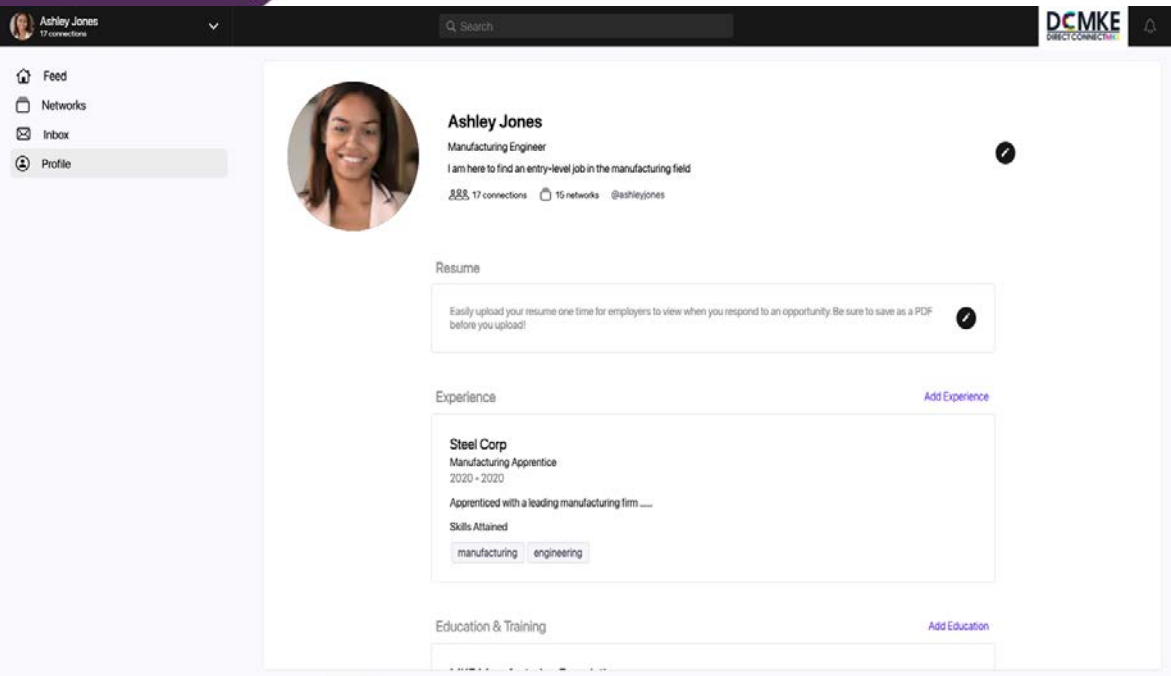 Ashley Jones
17 connections
Search
DCMKE
DIRECT CONNECT MKE
Feed
Networks
Inbox
Profile
Ashley Jones
Manufacturing Engineer
I am here to find an entry-level job in the manufacturing field
17 connections 15 networks @ashleyjones
Resume
Easily upload your resume one time for employers to view when you respond to an opportunity. Be sure to save as a PDF
before you upload!
Experience Add Experience
Steel Corp
Manufacturing Apprentice
2020 - 2020
Apprenticed with a leading manufacturing firm ......
Skills Attained
manufacturing engineering
Education & Training Add Education